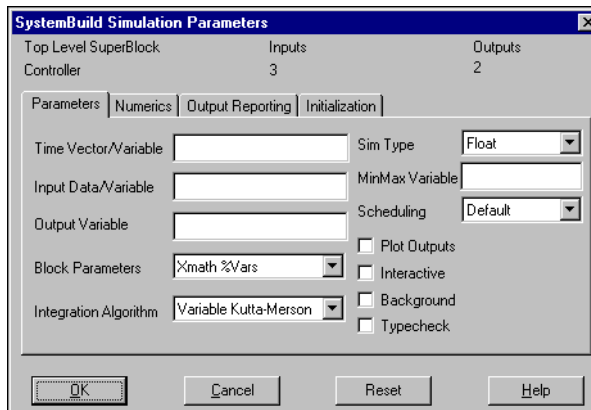 SystemBuild Simulation Parameters
Top Level SuperBlock Inputs Outputs
Controller 3 2
Parameters Numerics Output Reporting Initialization
Time Vector/Variable Sim Type Float
Input Data/Variable MinMax Variable
Output Variable Scheduling Default
Plot Outputs
Block Parameters Xmath %Vars Interactive
Background
Integration Algorithm Variable Kutta-Merson
Typecheck
OK Cancel Reset Help